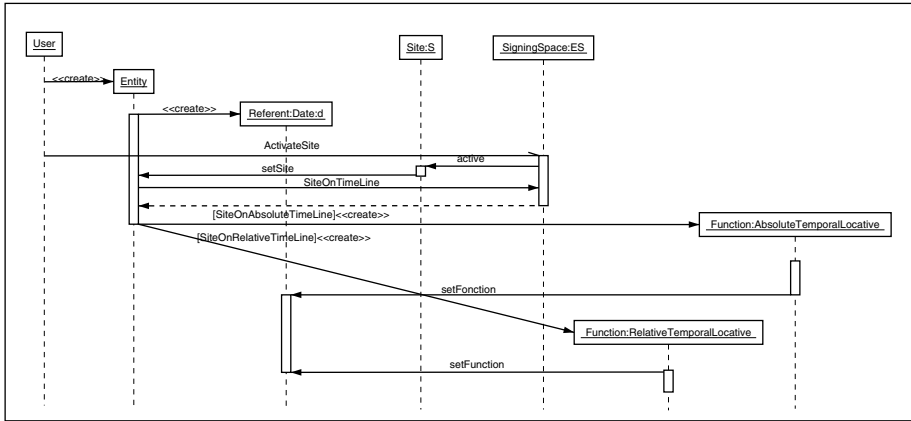 User
Site:S
SigningSpace:ES
<<create>>
Entity
<<create>>
Referent:Date:d
ActivateSite
active
setSite
SiteOnTimeLine
[SiteOnAbsoluteTimeLine]<<create>>
Function:AbsoluteTemporalLocative
[SiteOnRelativeTimeLine]<<create>>
setFonction
Function:RelativeTemporalLocative
setFunction